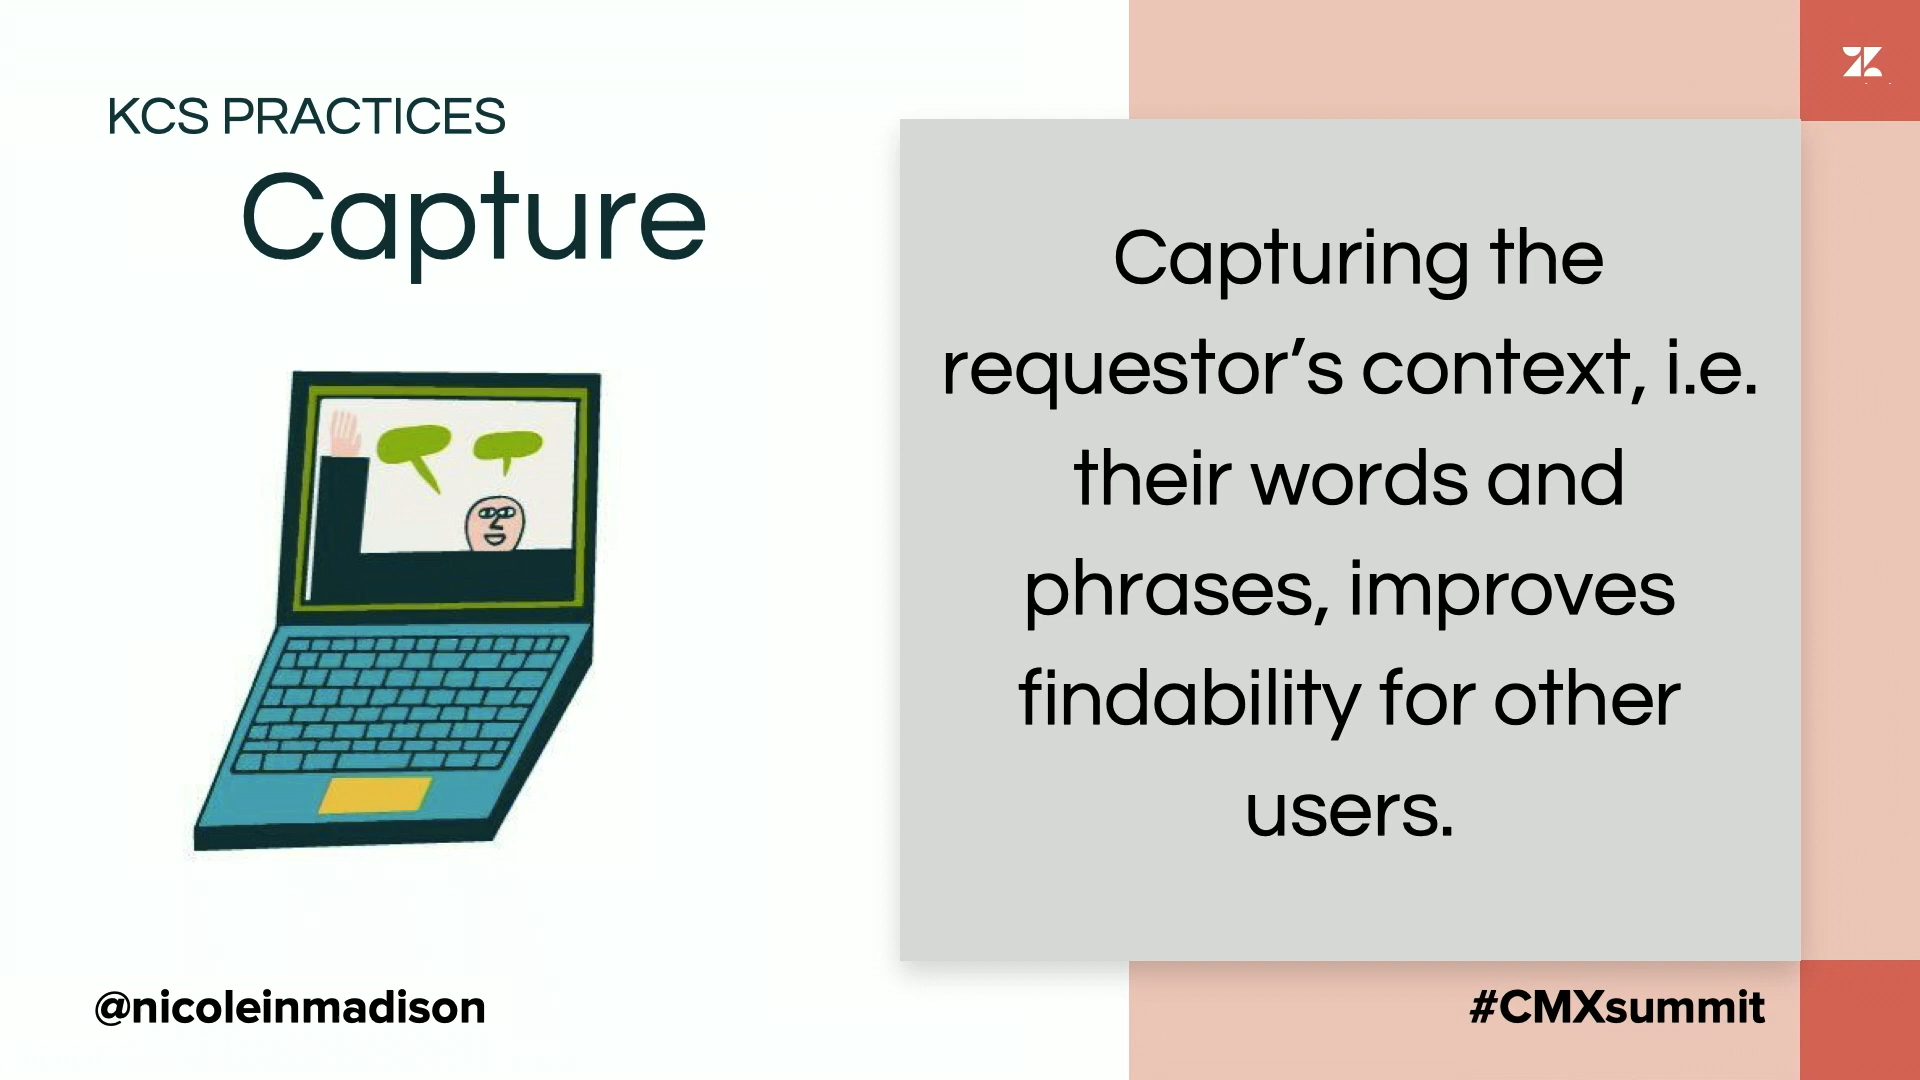 KCS PRACTICES
Capture
Capturing the
requestor’s context, i.e.
their words and
phrases, improves
findability for other
users.
@nicoleinmadison
#CMXsummit